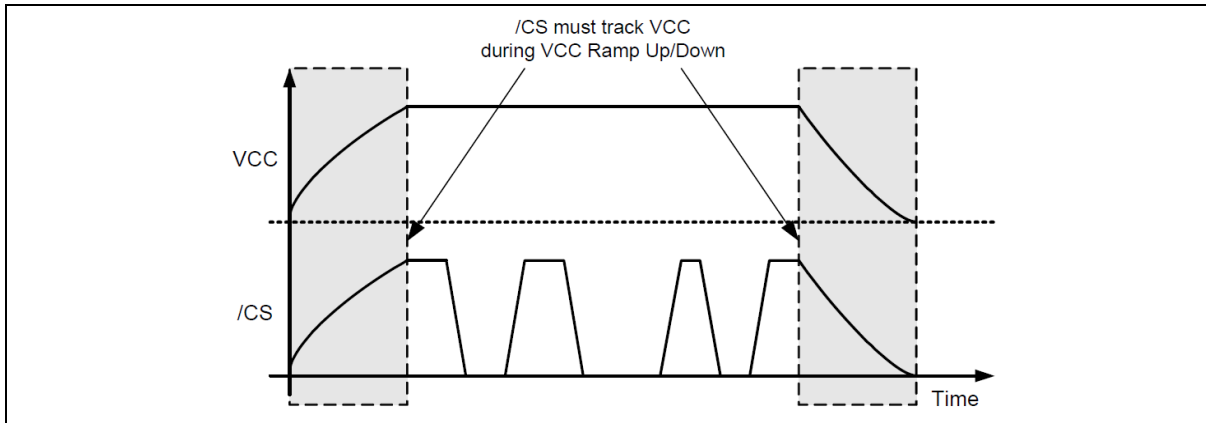 /CS must track VCC
during VCC Ramp Up/Down
VCC
/CS
Time